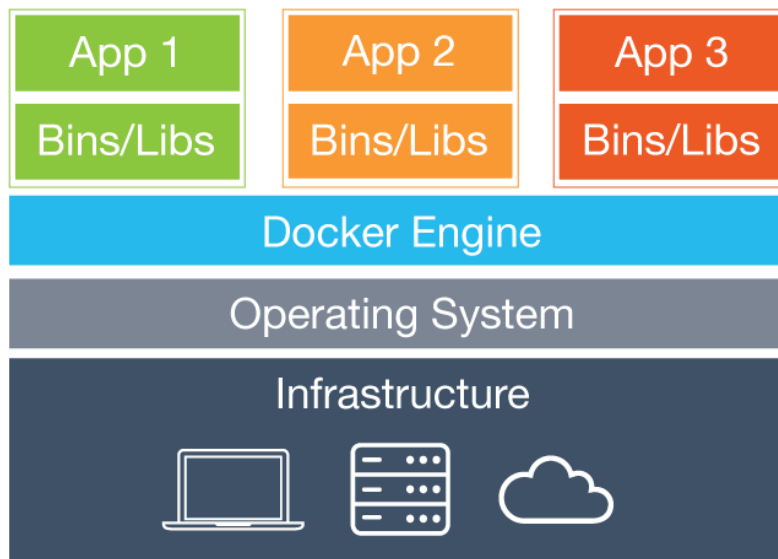 App 1
App 2
App 3
Bins/Libs
Bins/Libs
Bins/Libs
Docker Engine
Operating System
Infrastructure